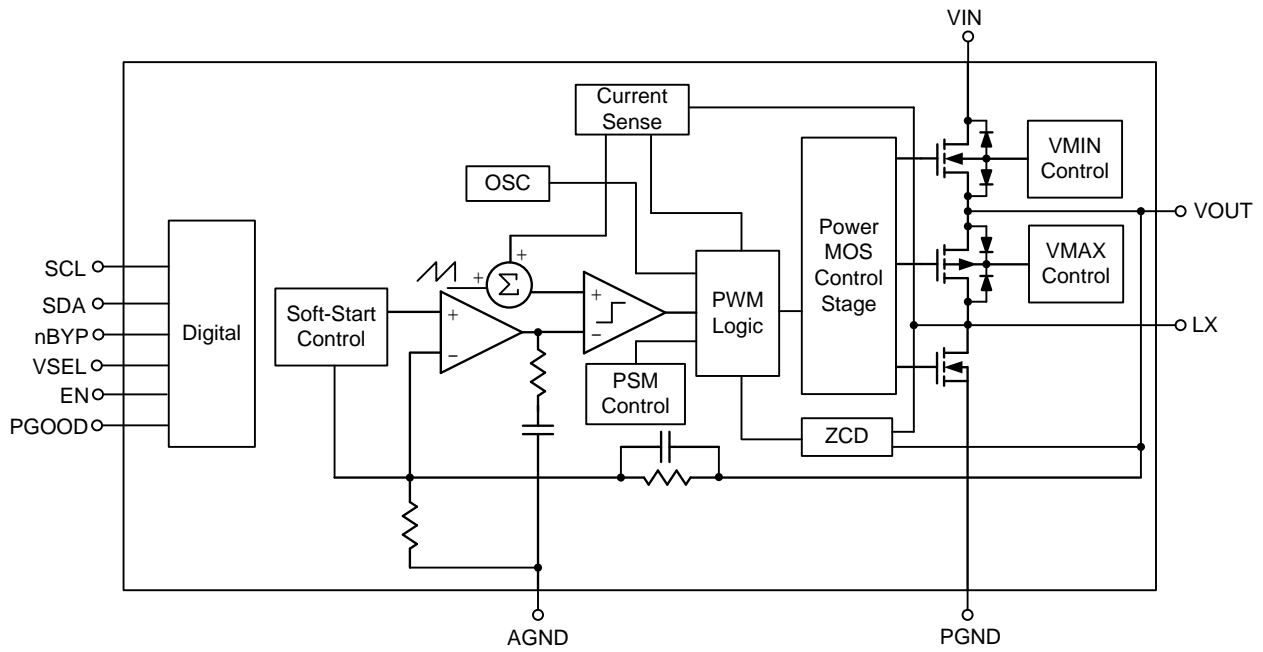 VIN
Current
Sense
VMIN
Control
OSC
VOUT
Power
MOS
Control
Stage
VMAX
Control
SCL
SDA
nBYP
VSEL
EN
PGOOD
Digital
Soft-Start
Control
+
−
+
+
Σ
+
−
PWM
Logic
LX
PSM
Control
ZCD
AGND
PGND